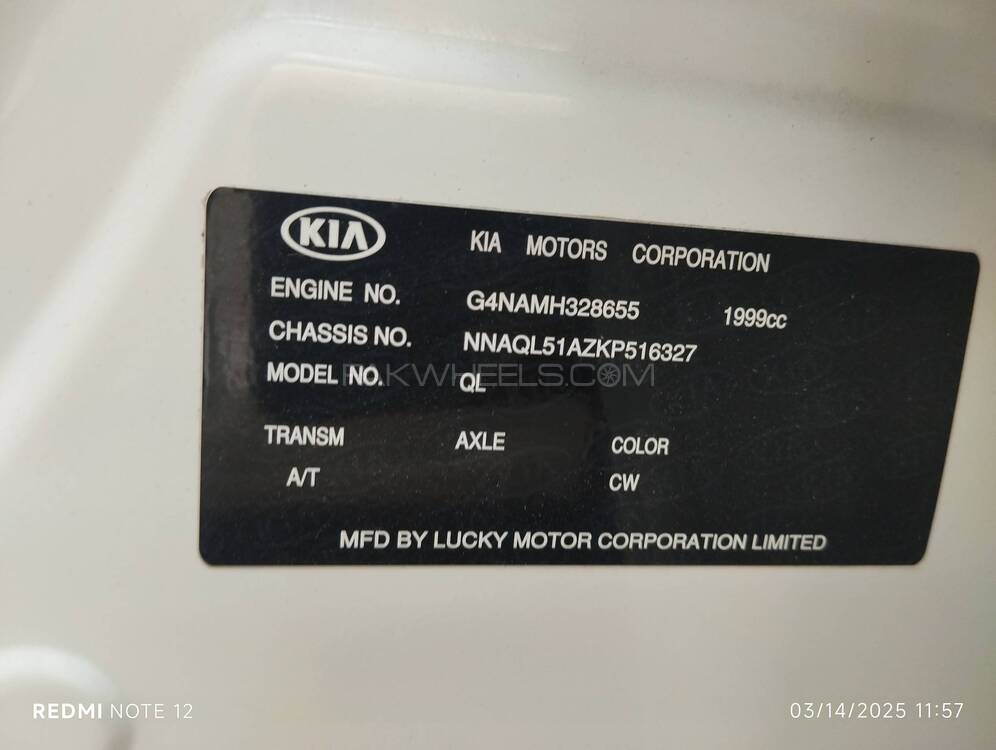 KIA KIA MOTORS CORPORATION
ENGINE NO. G4NAMH328655 1999cc
CHASSIS NO. NNAQL51AZKP516327
MODEL NO. QL
PAKWHEELS.COM
TRANSM AXLE COLOR
A/T CW
MFD BY LUCKY MOTOR CORPORATION LIMITED
REDMI NOTE 12 03/14/2025 11:57